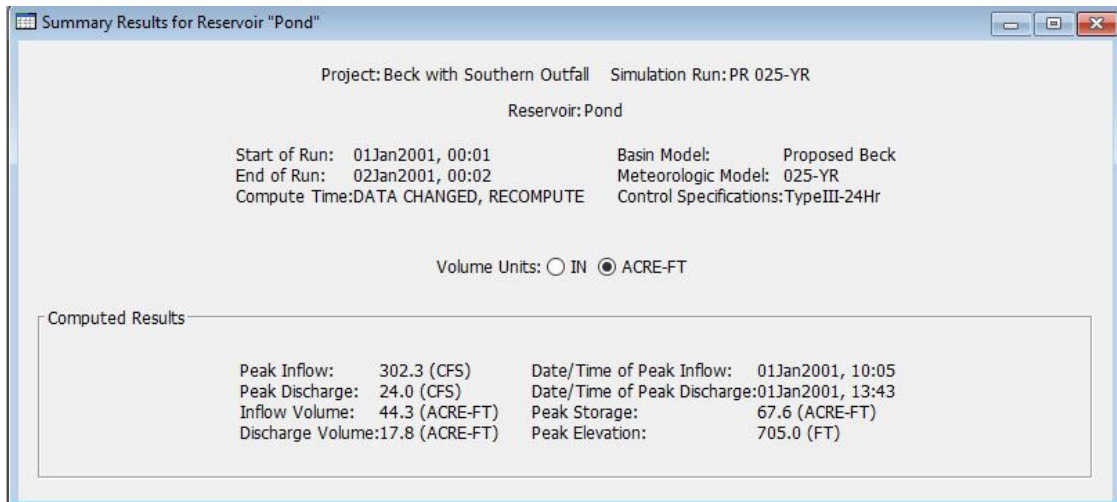 Summary Results for Reservoir "Pond"
Project: Beck with Southern Outfall Simulation Run: PR 025-YR
Reservoir: Pond
Start of Run: 01Jan2001, 00:01 Basin Model: Proposed Beck
End of Run: 02Jan2001, 00:02 Meteorologic Model: 025-YR
Compute Time:DATA CHANGED, RECOMPUTE Control Specifications:TypeIII-24Hr
Volume Units: IN ACRE-FT
Computed Results
Peak Inflow: 302.3 (CFS) Date/Time of Peak Inflow: 01Jan2001, 10:05
Peak Discharge: 24.0 (CFS) Date/Time of Peak Discharge:01Jan2001, 13:43
Inflow Volume: 44.3 (ACRE-FT) Peak Storage: 67.6 (ACRE-FT)
Discharge Volume:17.8 (ACRE-FT) Peak Elevation: 705.0 (FT)